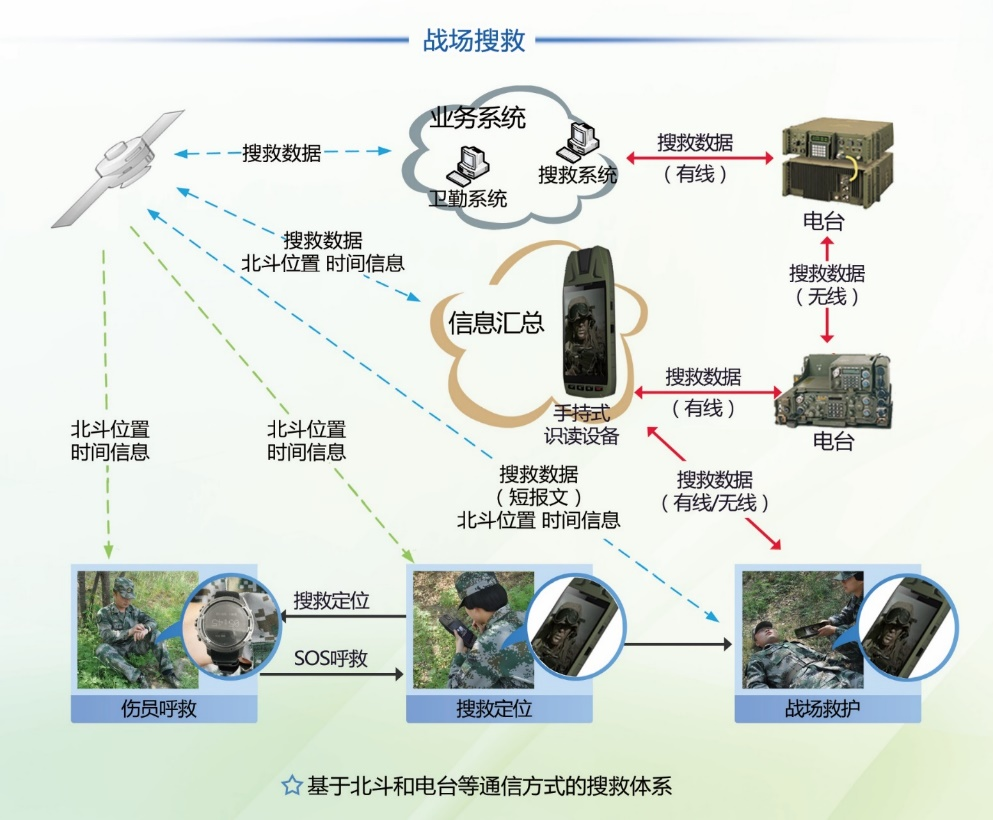 战场搜救
业务系统
搜救系统
卫勤系统
搜救数据
搜救数据
（有线）
电台
搜救数据
北斗位置 时间信息
搜救数据
（无线）
信息汇总
手持式
识读设备
搜救数据
（有线）
电台
北斗位置
时间信息
北斗位置
时间信息
搜救数据
（短报文）
北斗位置 时间信息
搜救数据
（有线/无线）
搜救定位
SOS呼救
伤员呼救
搜救定位
战场救护
☆基于北斗和电台等通信方式的搜救体系